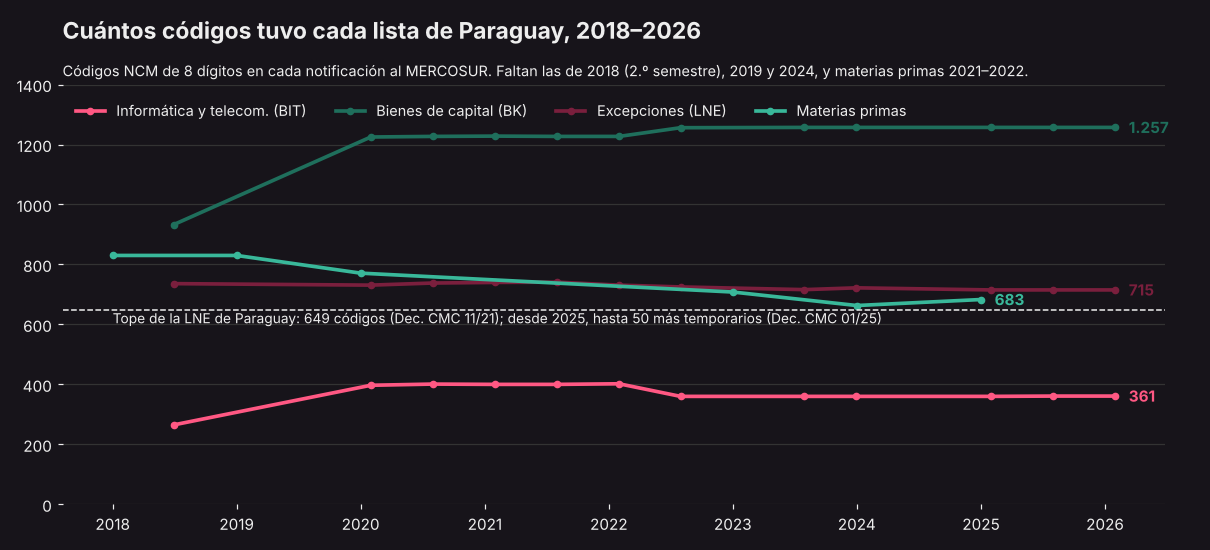 Cuántos códigos tuvo cada lista de Paraguay, 2018–2026
Códigos NCM de 8 dígitos en cada notificación al MERCOSUR. Faltan las de 2018 (2.º semestre), 2019 y 2024, y materias primas 2021–2022.
1400
Informática y telecom. (BIT)
Bienes de capital (BK)
Excepciones (LNE)
Materias primas
1.257
1200
1000
800
715
683
Tope de la LNE de Paraguay: 649 códigos (Dec. CMC 11/21); desde 2025, hasta 50 más temporarios (Dec. CMC 01/25)
600
400
361
200
0
2018 2019 2020 2021 2022 2023 2024 2025 2026